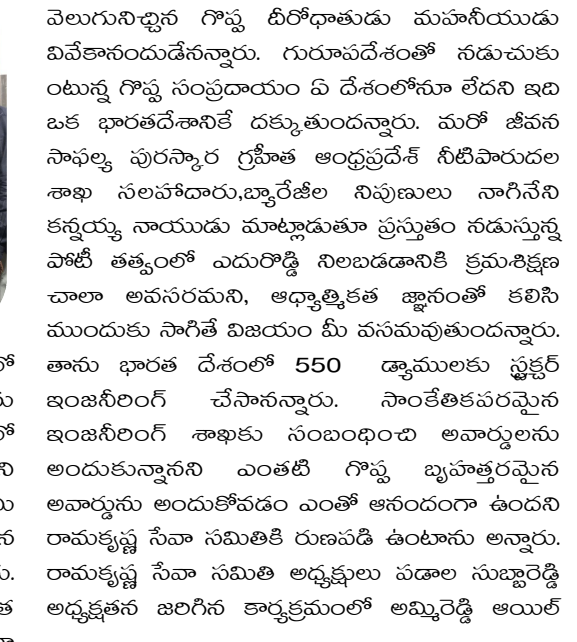 వెలుగునిచ్చిన గొప్ప ధీరోధాతుడు మహనీయుడు
వివేకానందుడేనన్నారు. గురూపదేశంతో నడుచుకు
ంటున్న గొప్ప సంప్రదాయం ఏ దేశంలోనూ లేదని ఇది
ఒక భారతదేశానికే దక్కుతుందన్నారు. మరో జీవన
సాఫల్య పురస్కార గ్రహీత ఆంధ్రప్రదేశ్ నీటిపారుదల
శాఖ సలహాదారు,బ్యారేజీల నిపుణులు నాగినేని
కన్నయ్య నాయుడు మాట్లాడుతూ ప్రస్తుతం నడుస్తున్న
పోటీ తత్వంలో ఎదురొడ్డి నిలబడడానికి క్రమశిక్షణ
చాలా అవసరమని, ఆధ్యాత్మికత జ్ఞానంతో కలిసి
ముందుకు సాగితే విజయం మీ వసమవుతుందన్నారు.
తాను భారత దేశంలో 550 డ్యాములకు స్ట్రక్చర్
ఇంజనీరింగ్ చేసానన్నారు. సాంకేతికపరమైన
ఇంజనీరింగ్ శాఖకు సంబంధించి అవార్డులను
అందుకున్నానని ఎంతటి గొప్ప బృహత్తరమైన
అవార్డును అందుకోవడం ఎంతో ఆనందంగా ఉందని
రామకృష్ణ సేవా సమితికి రుణపడి ఉంటాను అన్నారు.
రామకృష్ణ సేవా సమితి అధ్యక్షులు పడాల సుబ్బారెడ్డి
అధ్యక్షతన జరిగిన కార్యక్రమంలో అమ్మిరెడ్డి ఆయిల్